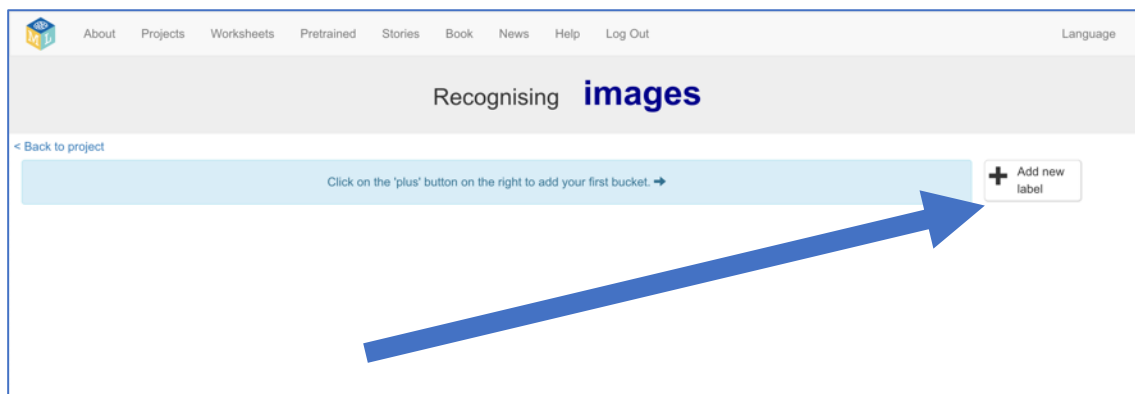 ML
About Projects Worksheets Pretrained Stories Book News Help Log Out Language
Recognising images
< Back to project
Click on the 'plus' button on the right to add your first bucket. ➔
+ Add new
label